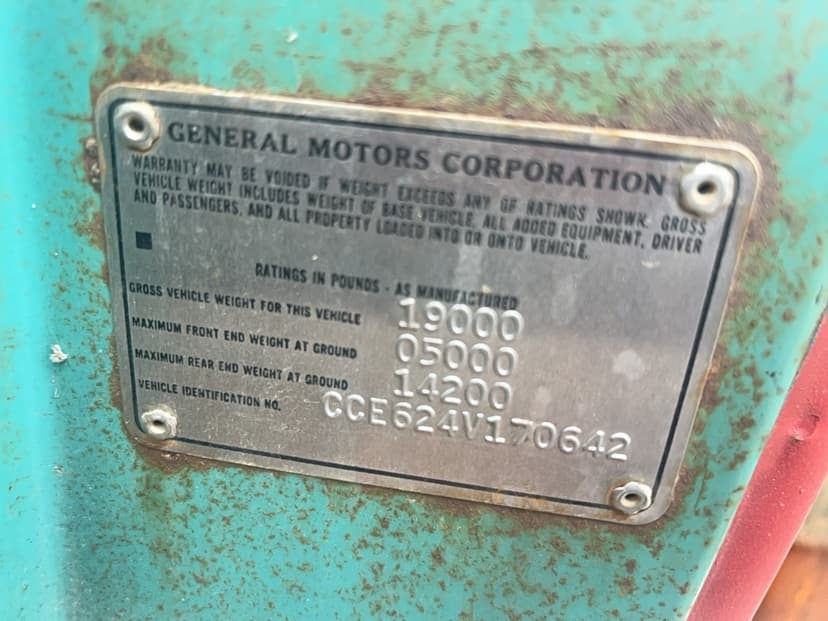 GENERAL MOTORS CORPORATION
WARRANTY MAY BE VOIDED IF WEIGHT EXCEEDS ANY OF RATINGS SHOWN. GROSS
VEHICLE WEIGHT INCLUDES WEIGHT OF BASE VEHICLE, ALL ADDED EQUIPMENT, DRIVER
AND PASSENGERS, AND ALL PROPERTY LOADED INTO OR ONTO VEHICLE.
RATINGS IN POUNDS - AS MANUFACTURED
GROSS VEHICLE WEIGHT FOR THIS VEHICLE 19000
MAXIMUM FRONT END WEIGHT AT GROUND 05000
MAXIMUM REAR END WEIGHT AT GROUND 14200
VEHICLE IDENTIFICATION NO. CCE624V170642